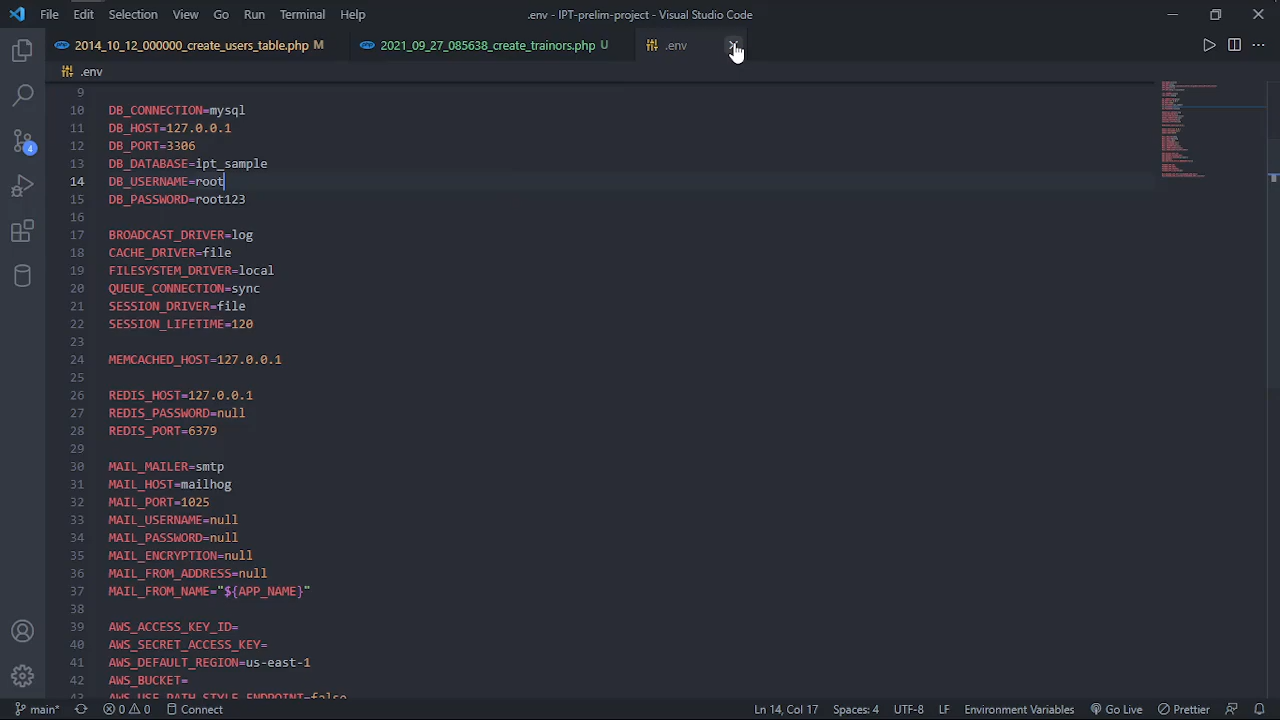 File Edit Selection View Go Run Terminal Help .env - IPT-prelim-project - Visual Studio Code
2014_10_12_000000_create_users_table.php M 2021_09_27_085638_create_trainors.php U .env
.env
9
10 DB_CONNECTION=mysql
11 DB_HOST=127.0.0.1
12 DB_PORT=3306
13 DB_DATABASE=ipt_sample
14 DB_USERNAME=root
15 DB_PASSWORD=root123
16
17 BROADCAST_DRIVER=log
18 CACHE_DRIVER=file
19 FILESYSTEM_DRIVER=local
20 QUEUE_CONNECTION=sync
21 SESSION_DRIVER=file
22 SESSION_LIFETIME=120
23
24 MEMCACHED_HOST=127.0.0.1
25
26 REDIS_HOST=127.0.0.1
27 REDIS_PASSWORD=null
28 REDIS_PORT=6379
29
30 MAIL_MAILER=smtp
31 MAIL_HOST=mailhog
32 MAIL_PORT=1025
33 MAIL_USERNAME=null
34 MAIL_PASSWORD=null
35 MAIL_ENCRYPTION=null
36 MAIL_FROM_ADDRESS=null
37 MAIL_FROM_NAME="${APP_NAME}"
38
39 AWS_ACCESS_KEY_ID=
40 AWS_SECRET_ACCESS_KEY=
41 AWS_DEFAULT_REGION=us-east-1
42 AWS_BUCKET=
43 AWS_USE_PATH_STYLE_ENDPOINT=false
4
main* 0 0 Connect Ln 14, Col 17 Spaces: 4 UTF-8 LF Environment Variables Go Live Prettier